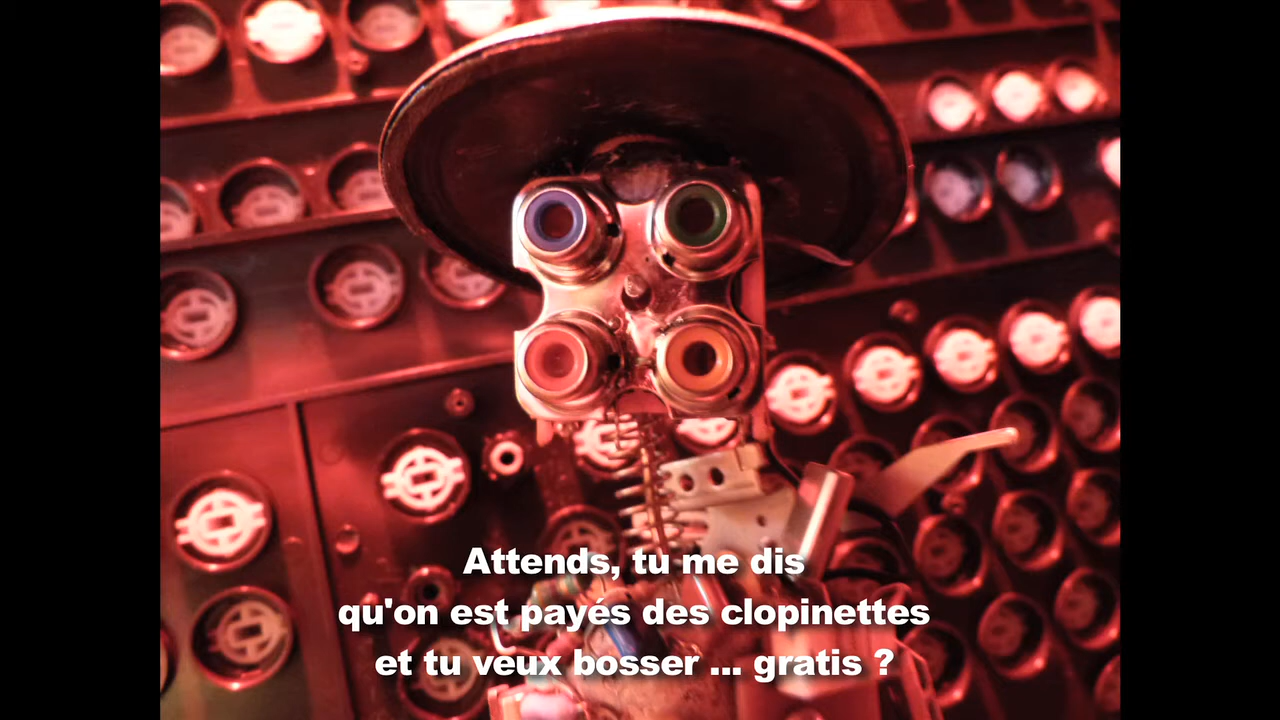 Attends, tu me dis
qu'on est payés des clopinettes
et tu veux bosser ... gratis ?